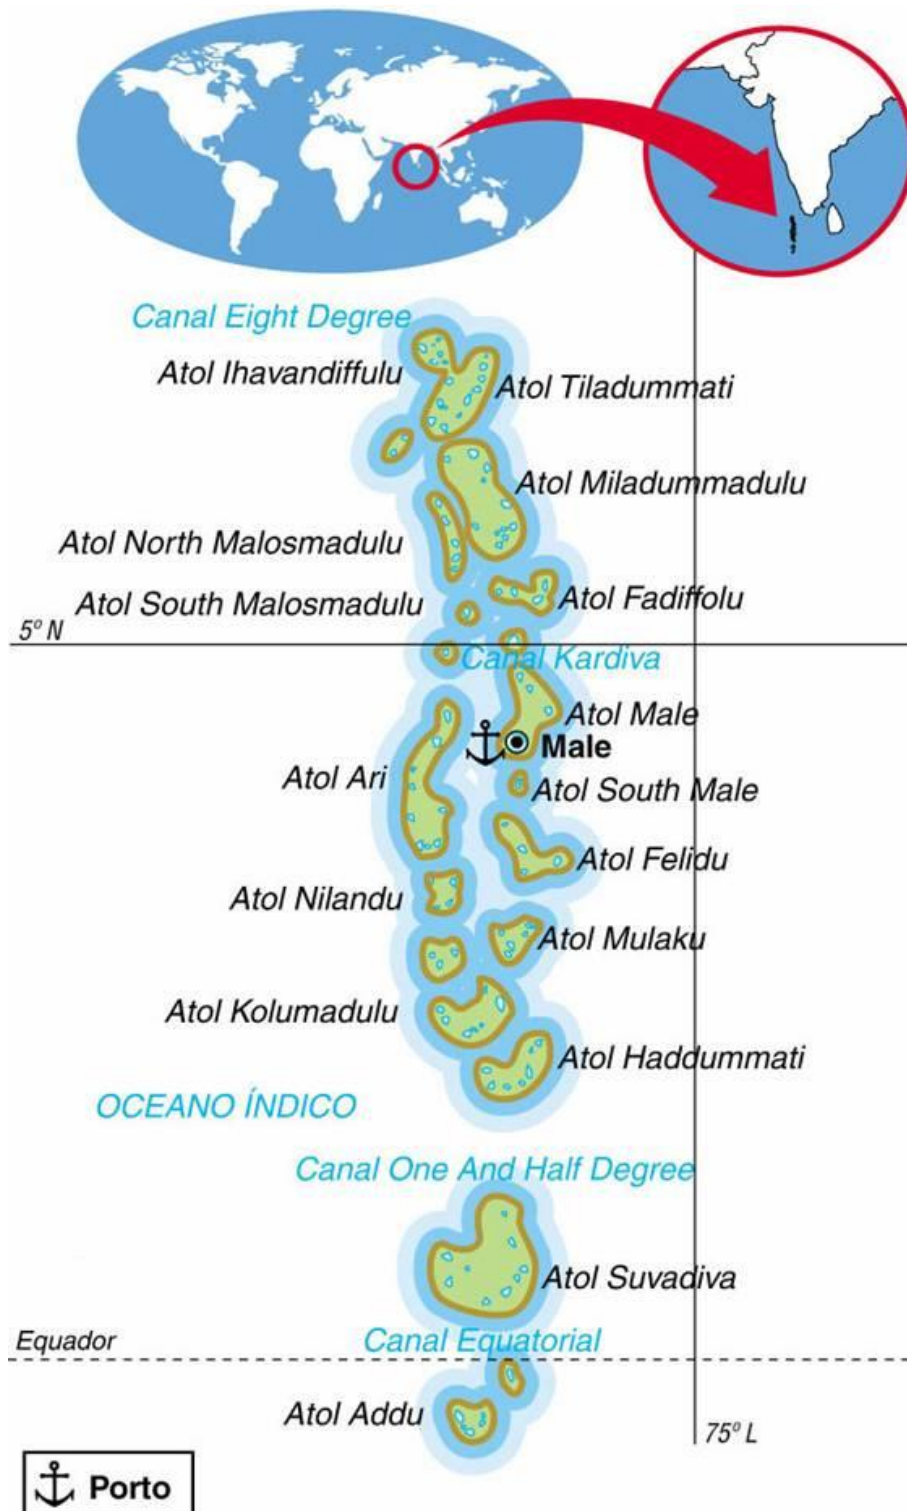 Canal Eight Degree
Atol Ihavandiffulu
Atol Tiladummati
Atol Miladummadulu
Atol North Malosmadulu
Atol South Malosmadulu
Atol Fadiffolu
5º N
Canal Kardiva
Atol Male
Male
Atol Ari
Atol South Male
Atol Felidu
Atol Nilandu
Atol Mulaku
Atol Kolumadulu
Atol Haddummati
OCEANO ÍNDICO
Canal One And Half Degree
Atol Suvadiva
Equador
Canal Equatorial
Atol Addu
75º L
Porto